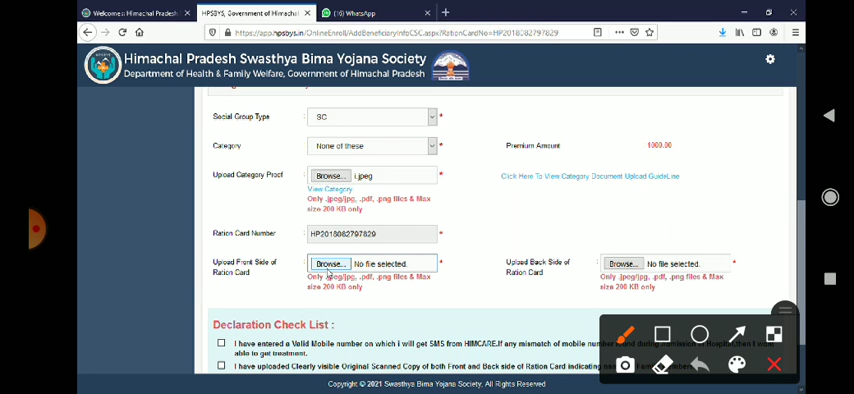 Welcome:: Himachal Pradesh
HPSBYS, Government of Himachal
(16) WhatsApp
https://app.hpsbys.in/OnlineEnroll/AddBeneficiaryInfoCSC.aspx?RationCardNo=HP2018082797829
Himachal Pradesh Swasthya Bima Yojana Society
Department of Health & Family Welfare, Government of Himachal Pradesh
Social Group Type : SC *
Category : None of these *
Premium Amount : 1000.00
Upload Category Proof : Browse... i.jpeg *
Click Here To View Category Document Upload GuideLine
View Category
Only .jpeg/jpg, .pdf, .png files & Max
size 200 KB only
Ration Card Number : HP2018082797829 *
Upload Front Side of : Browse... No file selected. *
Ration Card
Only .jpeg/jpg, .pdf, .png files & Max
size 200 KB only
Upload Back Side of : Browse... No file selected. *
Ration Card
Only .jpeg/jpg, .pdf, .png files & Max
size 200 KB only
Declaration Check List :
I have entered a Valid Mobile number on which i will get SMS from HIMCARE.If any mismatch of mobile
able to get treatment.
I have uploaded Clearly visible Original Scanned Copy of both Front and Back side of Ration Card indicating
Copyright © 2021 Swasthya Bima Yojana Society, All Rights Reserved